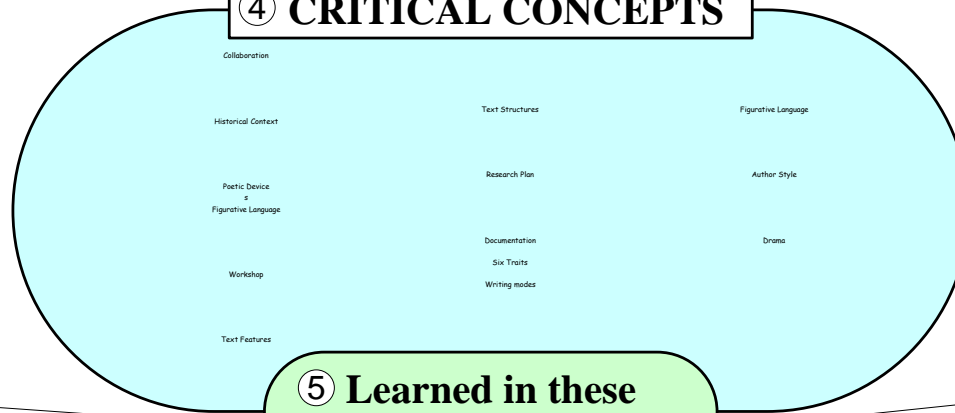 ④ CRITICAL CONCEPTS
Collaboration
Historical Context
Poetic Device
s
Figurative Language
Workshop
Text Features
Text Structures
Research Plan
Documentation
Six Traits
Writing modes
Figurative Language
Author Style
Drama
⑤ Learned in these